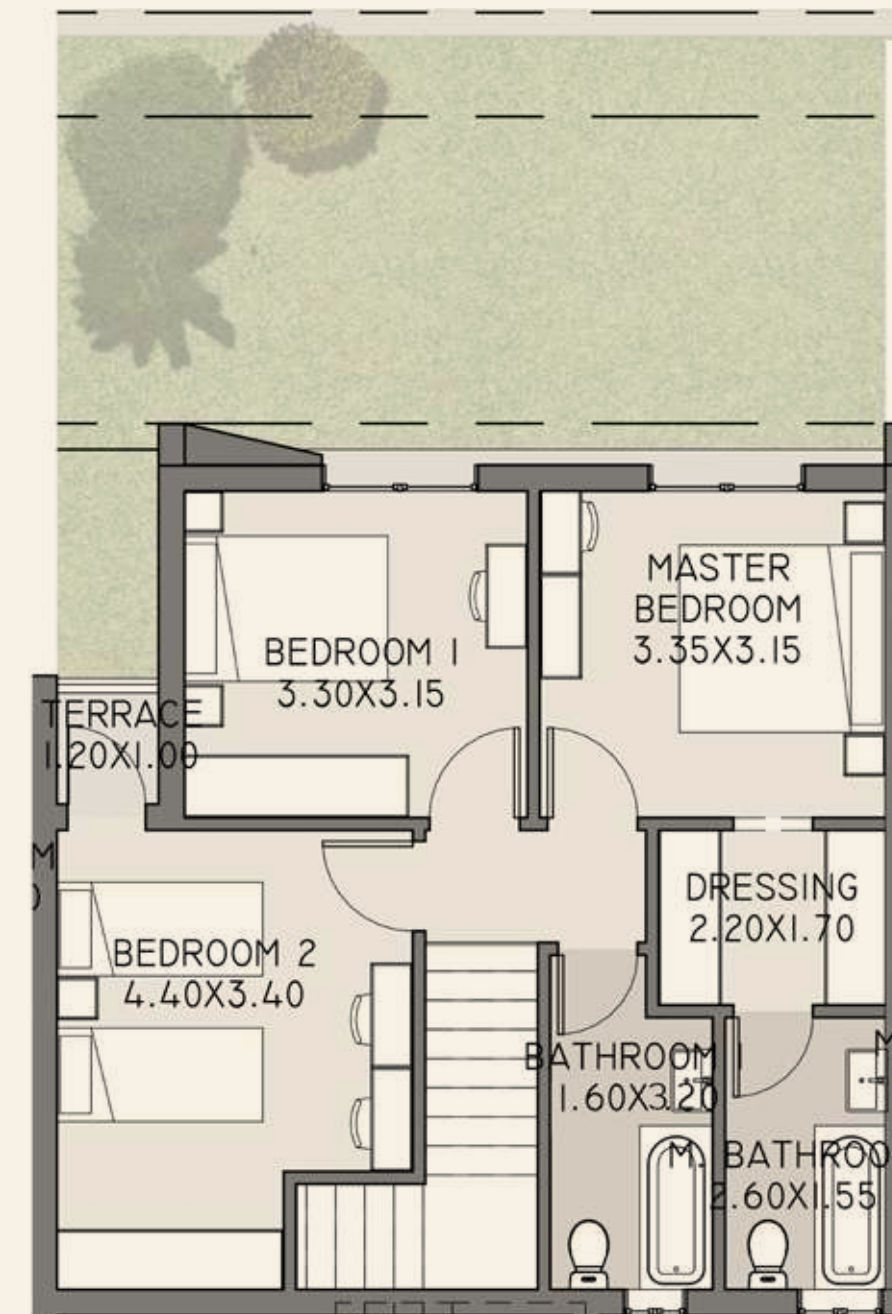 MASTER
BEDROOM
3.35X3.15
BEDROOM 1
3.30X3.15
TERRACE
1.20X1.00
DRESSING
2.20X1.70
BEDROOM 2
4.40X3.40
BATHROOM
1.60X3.20
M. BATHROO
2.60X1.55